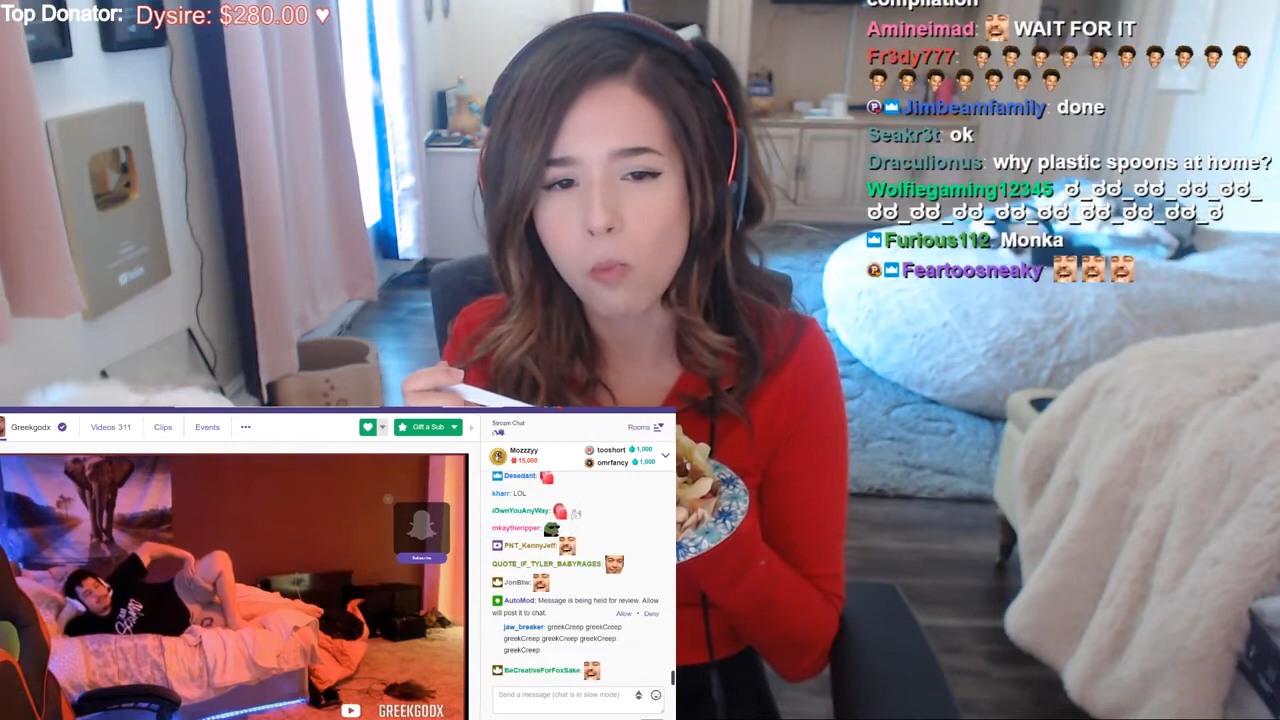 Top Donator: Dysire: $280.00 ♥
compilation
Amineimad: WAIT FOR IT
Fr3dy777:
Jimbeamfamily: done
Seakr3t: ok
Draculionus: why plastic spoons at home?
Wolfiegaming12345
Furious112: Monka
Feartoosneaky
Greekgodx
Videos 311
Clips
Events
•••
Gift a Sub
Stream Chat
Rooms
Mozzzyy
15,000
tooshort 1,000
omrfancy 1,000
Desedant:
kharr: LOL
iOwnYouAnyWay:
mkaytheripper:
PNT_KennyJeff:
QUOTE_IF_TYLER_BABYRAGES:
JonBtw:
AutoMod: Message is being held for review. Allow
will post it to chat.
Allow • Deny
jaw_breaker: greekCreep greekCreep
greekCreep greekCreep greekCreep
greekCreep
BeCreativeForFoxSake:
Send a message (chat is in slow mode)
Subscribe
GREEKGODX